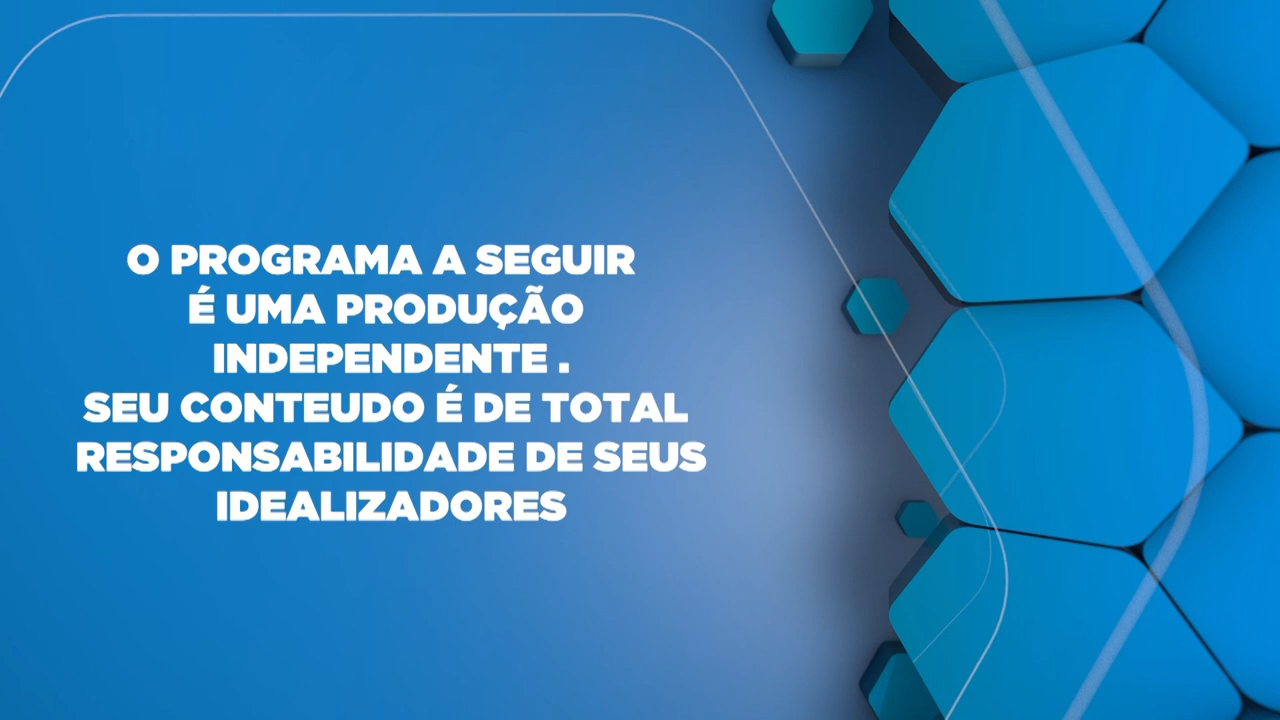 O PROGRAMA A SEGUIR
É UMA PRODUÇÃO
INDEPENDENTE .
SEU CONTEUDO É DE TOTAL
RESPONSABILIDADE DE SEUS
IDEALIZADORES